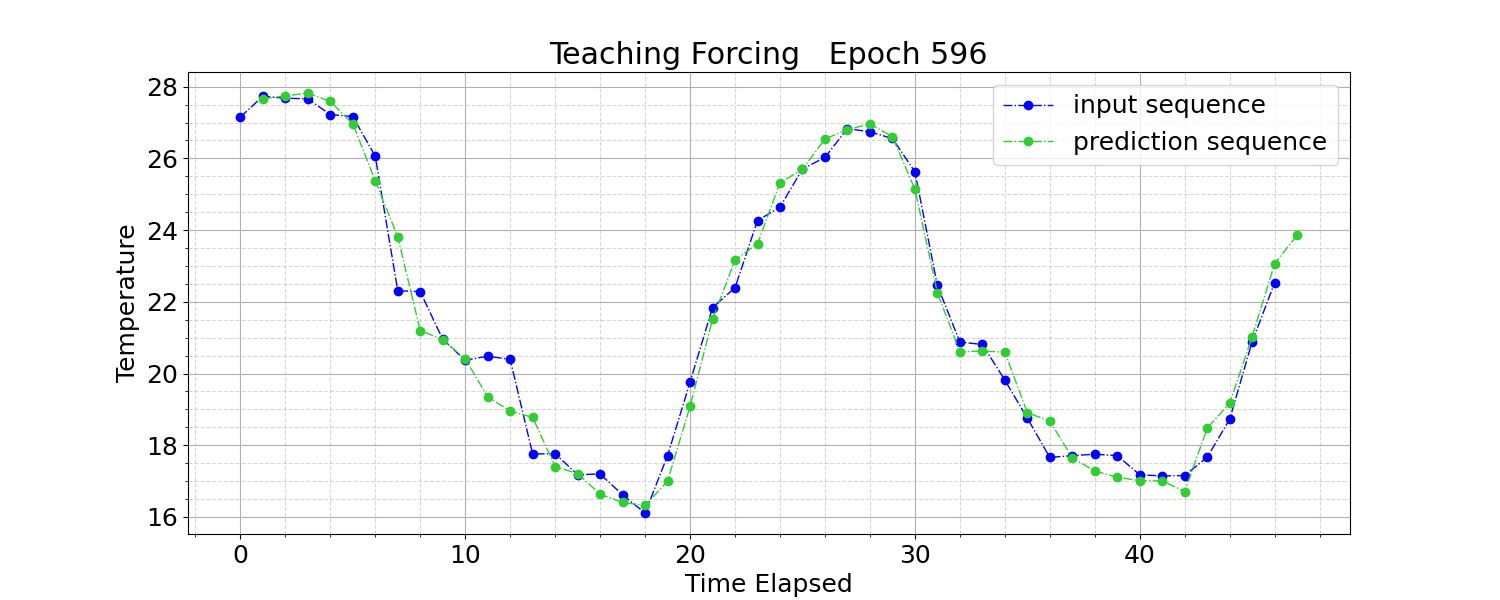 Teaching Forcing   Epoch 596
input sequence
prediction sequence
Temperature
28
26
24
22
20
18
16
0 10 20 30 40
Time Elapsed